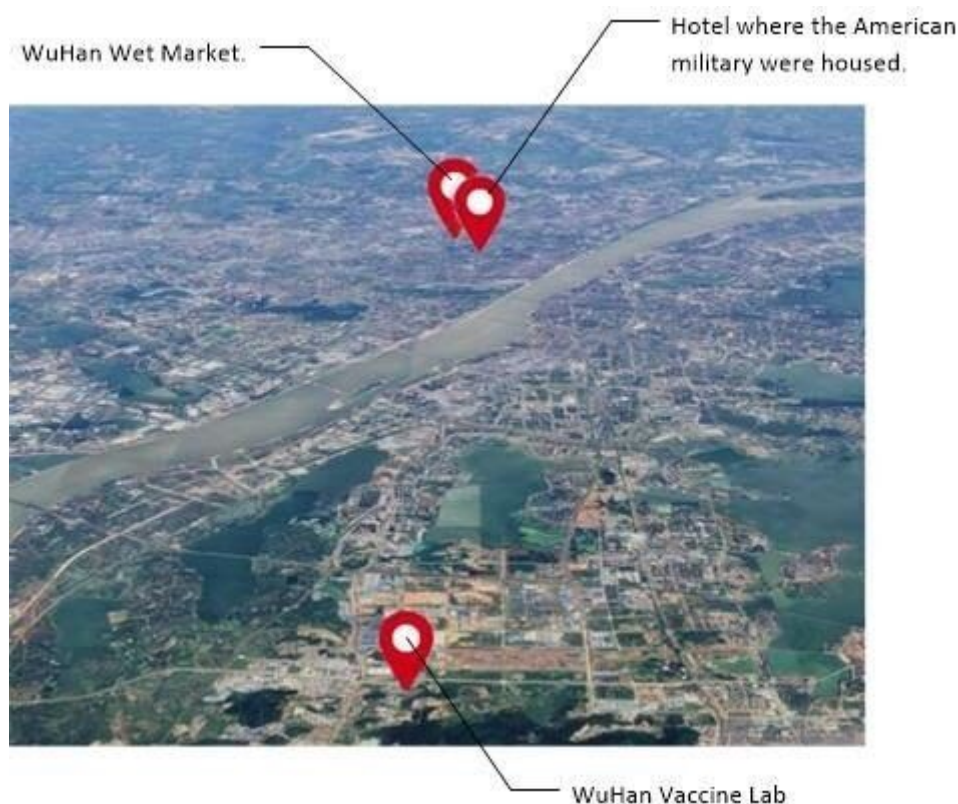 WuHan Wet Market.
Hotel where the American
military were housed.
WuHan Vaccine Lab